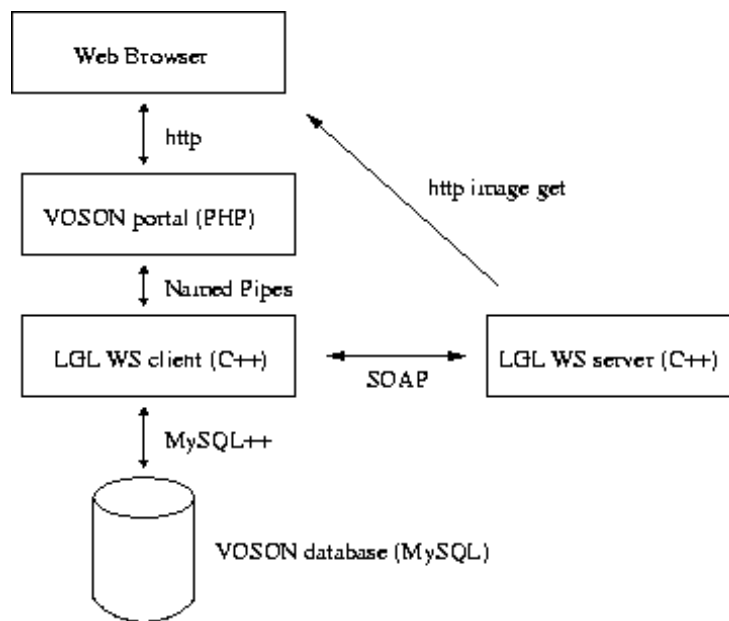 Web Browser
http
http image get
VOSON portal (PHP)
Named Pipes
LGL WS client (C++)
SOAP
LGL WS server (C++)
MySQL++
VOSON database (MySQL)